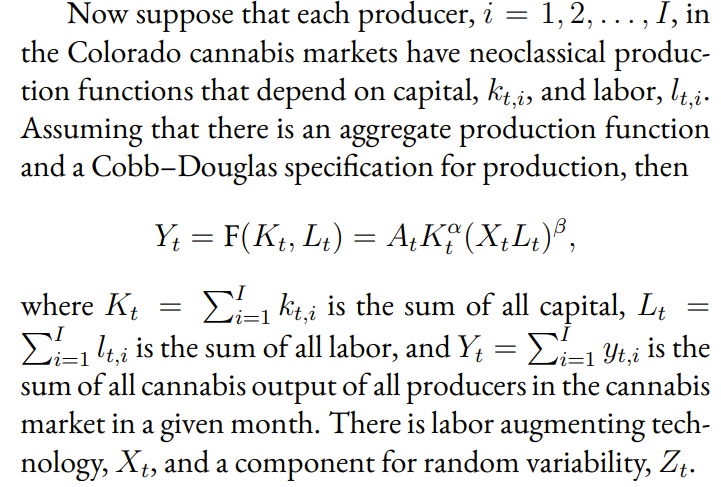 Now suppose that each producer, i = 1, 2, . . . , I, in
the Colorado cannabis markets have neoclassical produc-
tion functions that depend on capital, k_{t,i}, and labor, l_{t,i}.
Assuming that there is an aggregate production function
and a Cobb–Douglas specification for production, then
Y_t = F(K_t, L_t) = A_t K_t^α (X_t L_t)^β,
where K_t = ∑_{i=1}^I k_{t,i} is the sum of all capital, L_t =
∑_{i=1}^I l_{t,i} is the sum of all labor, and Y_t = ∑_{i=1}^I y_{t,i} is the
sum of all cannabis output of all producers in the cannabis
market in a given month. There is labor augmenting tech-
nology, X_t, and a component for random variability, Z_t.